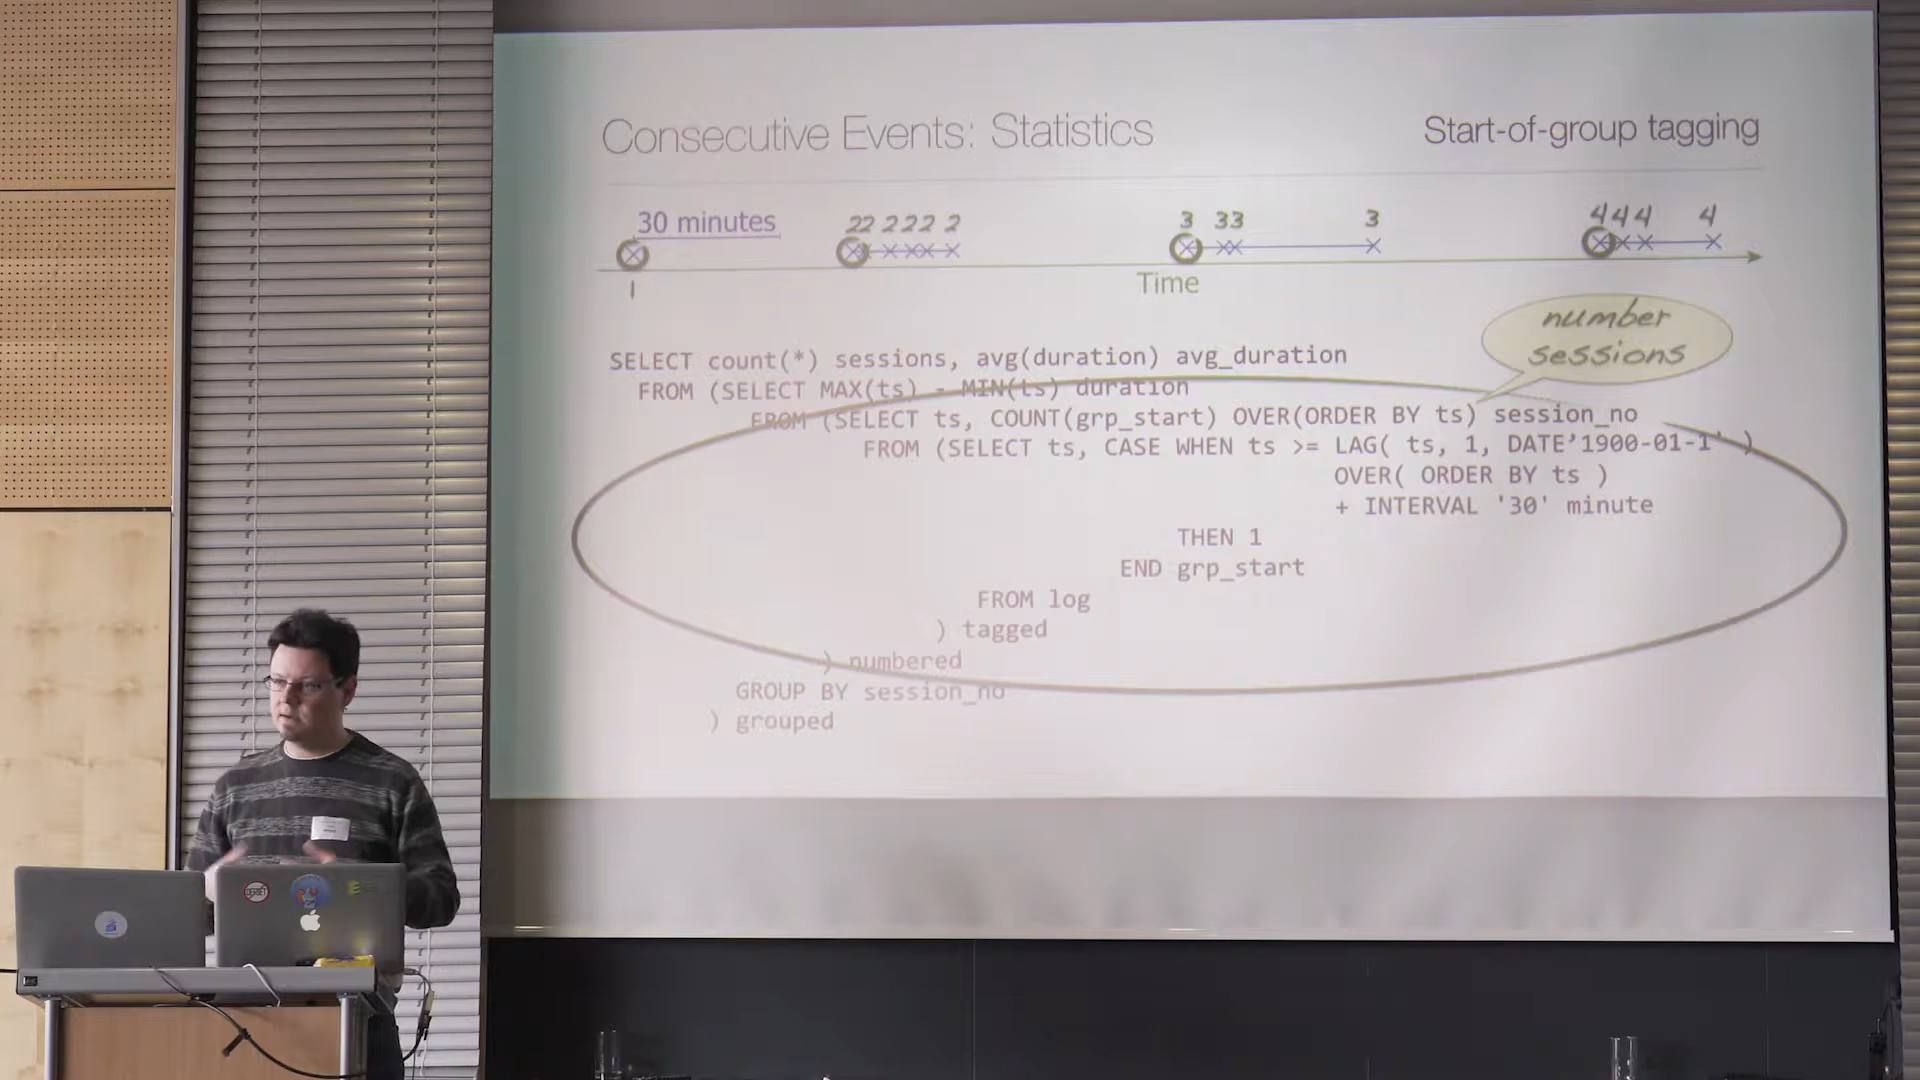 Consecutive Events: Statistics
Start-of-group tagging
30 minutes
22 222 2
3 33 3
444 4
1
Time
number
sessions
SELECT count(*) sessions, avg(duration) avg_duration
FROM (SELECT MAX(ts) - MIN(ts) duration
FROM (SELECT ts, COUNT(grp_start) OVER(ORDER BY ts) session_no
FROM (SELECT ts, CASE WHEN ts >= LAG( ts, 1, DATE’1900-01-1' )
OVER( ORDER BY ts )
+ INTERVAL '30' minute
THEN 1
END grp_start
FROM log
) tagged
) numbered
GROUP BY session_no
) grouped